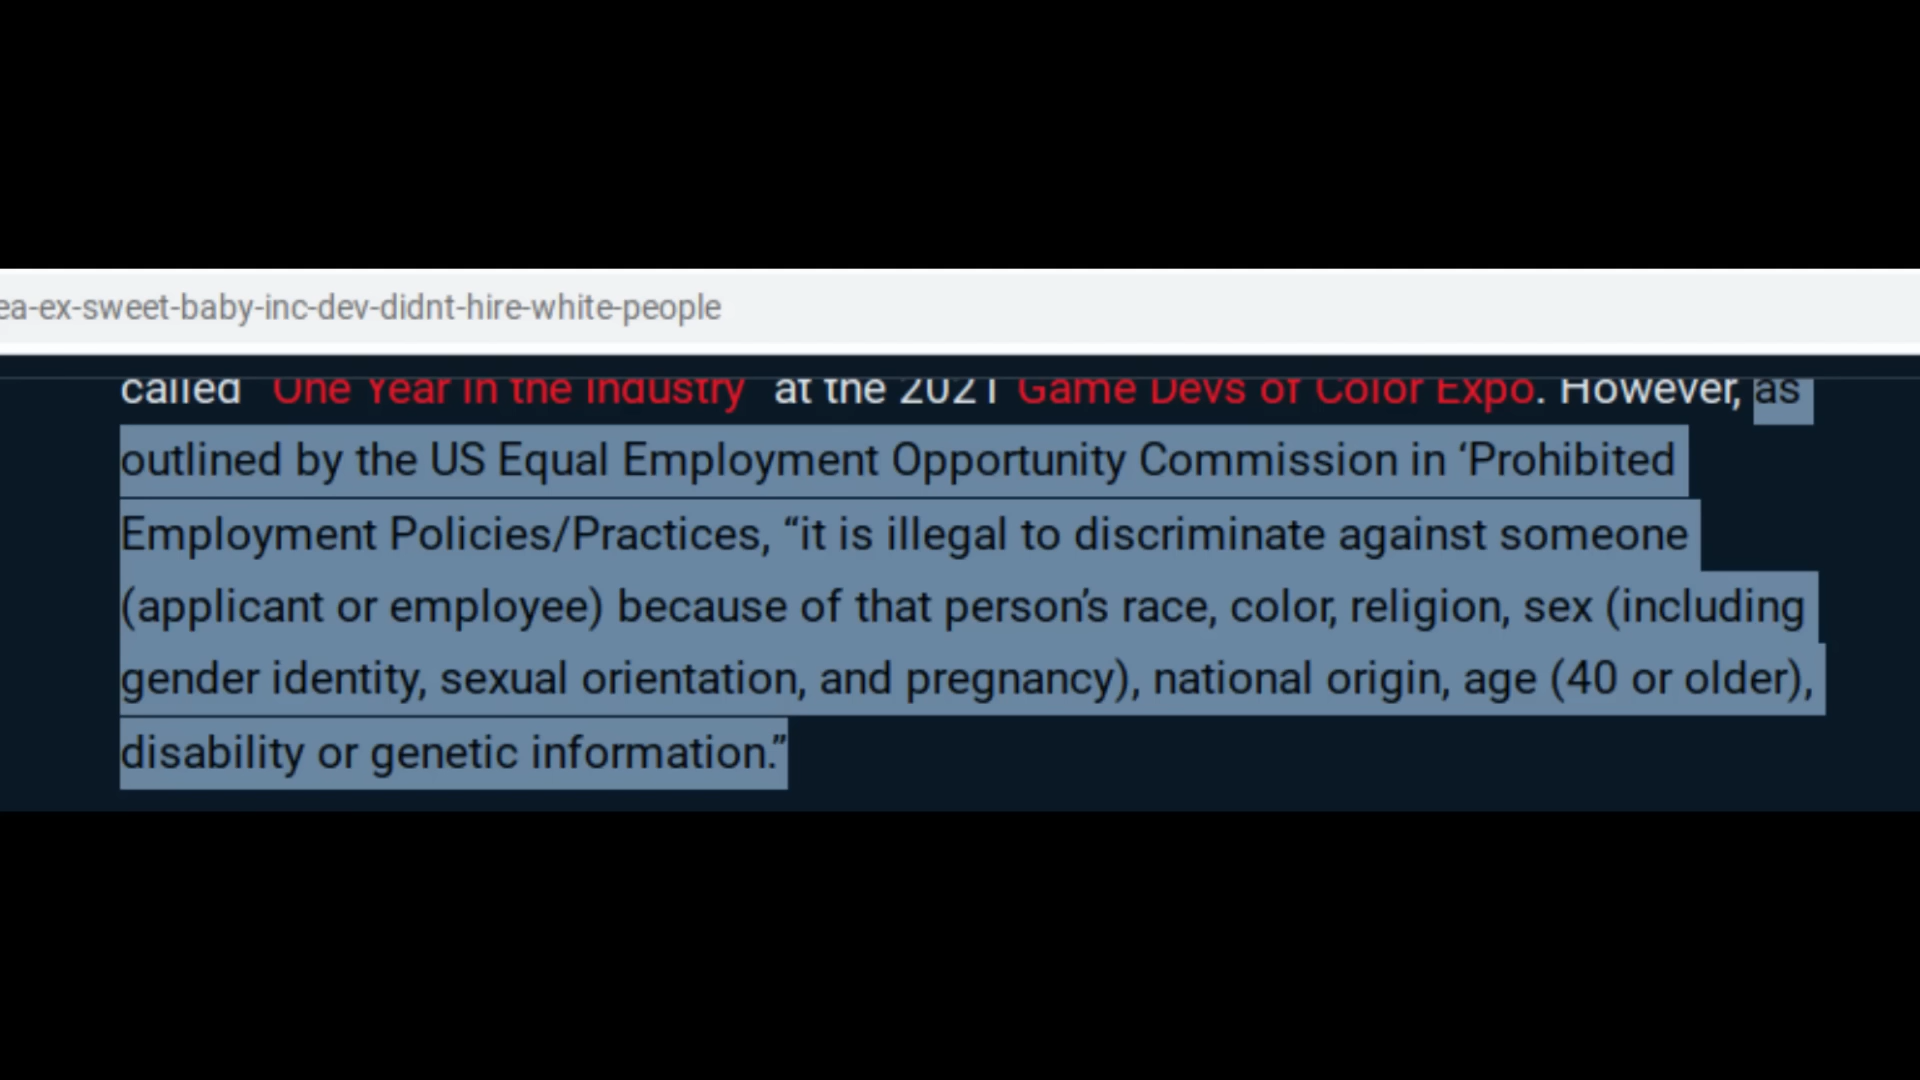 ea-ex-sweet-baby-inc-dev-didnt-hire-white-people
called "One Year in the Industry" at the 2021 Game Devs of Color Expo. However, as
outlined by the US Equal Employment Opportunity Commission in ‘Prohibited
Employment Policies/Practices, “it is illegal to discriminate against someone
(applicant or employee) because of that person’s race, color, religion, sex (including
gender identity, sexual orientation, and pregnancy), national origin, age (40 or older),
disability or genetic information.”